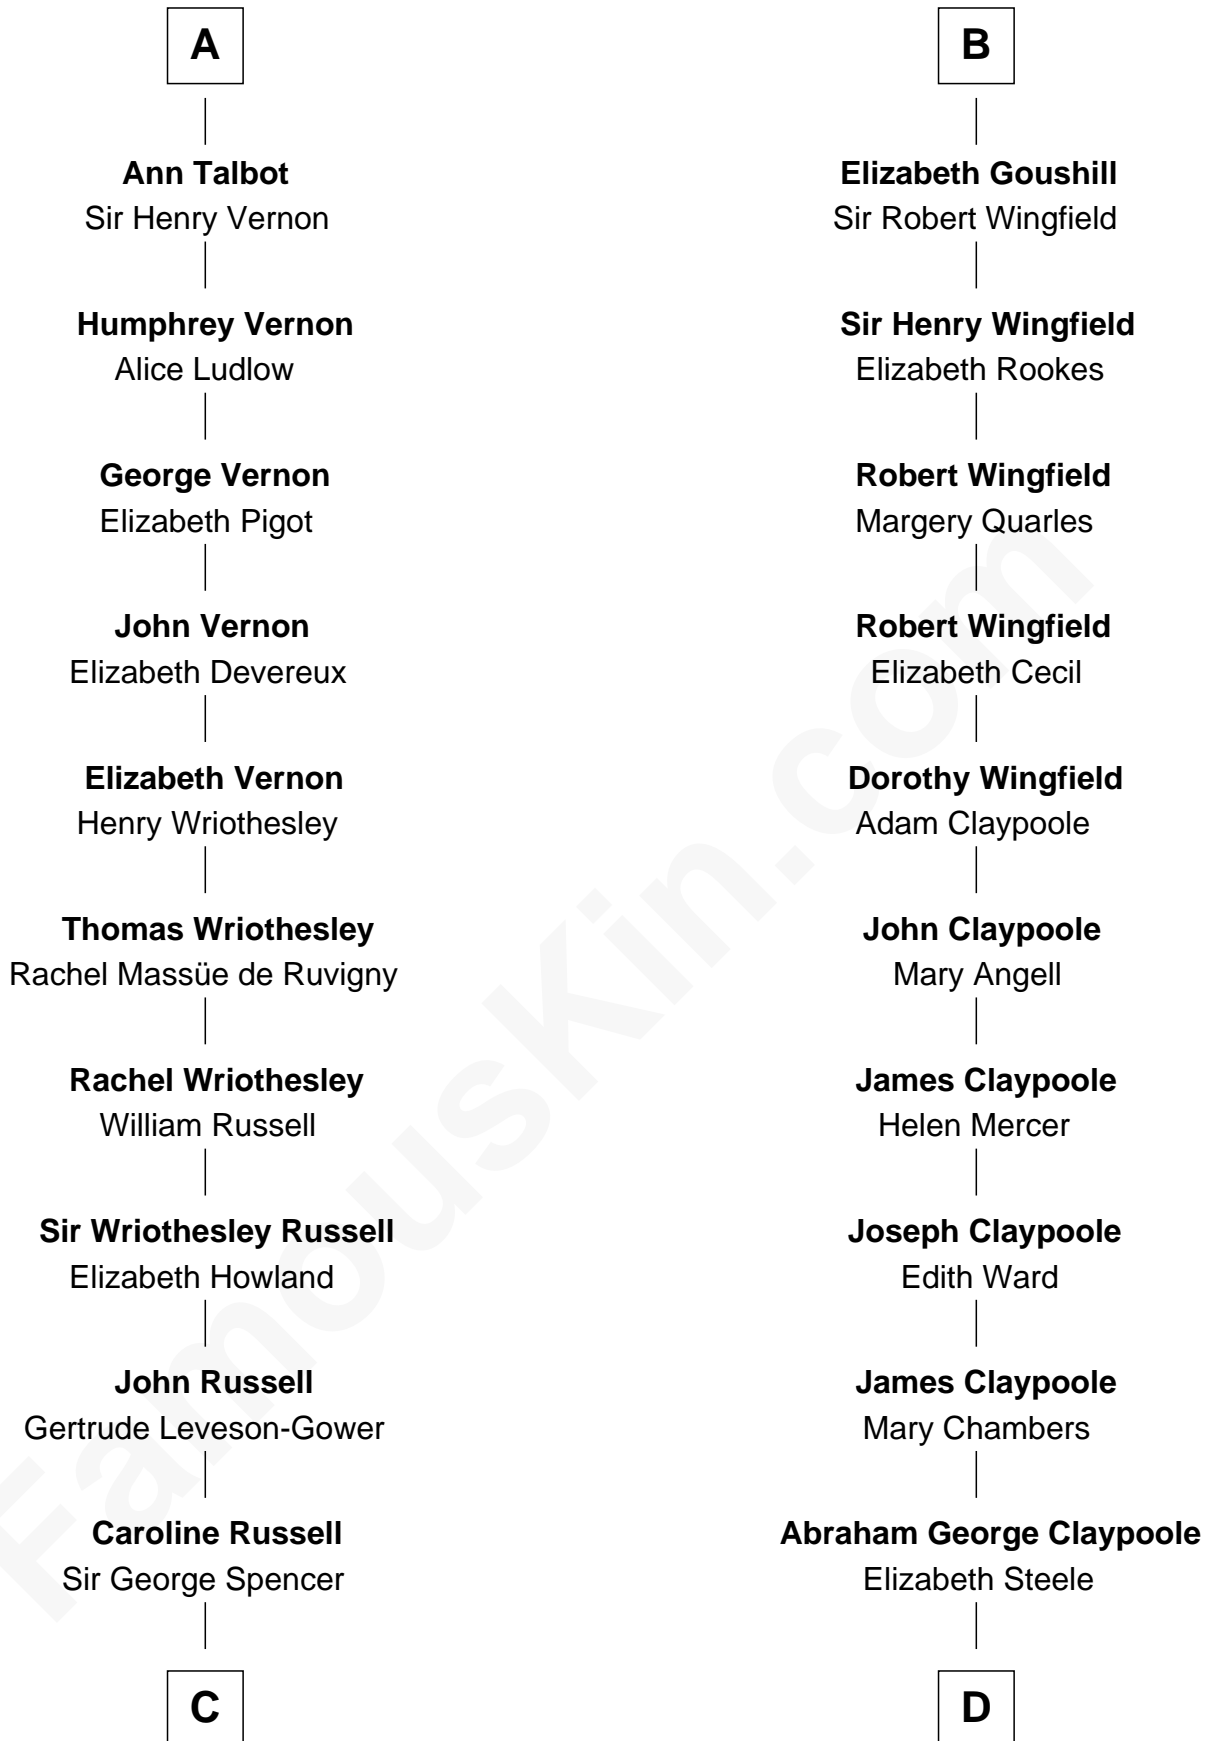 A
Ann Talbot
Sir Henry Vernon
Humphrey Vernon
Alice Ludlow
George Vernon
Elizabeth Pigot
John Vernon
Elizabeth Devereux
Elizabeth Vernon
Henry Wriothesley
Thomas Wriothesley
Rachel Massüe de Ruvigny
Rachel Wriothesley
William Russell
Sir Wriothesley Russell
Elizabeth Howland
John Russell
Gertrude Leveson-Gower
Caroline Russell
Sir George Spencer
C
B
Elizabeth Goushill
Sir Robert Wingfield
Sir Henry Wingfield
Elizabeth Rookes
Robert Wingfield
Margery Quarles
Robert Wingfield
Elizabeth Cecil
Dorothy Wingfield
Adam Claypoole
John Claypoole
Mary Angell
James Claypoole
Helen Mercer
Joseph Claypoole
Edith Ward
James Claypoole
Mary Chambers
Abraham George Claypoole
Elizabeth Steele
D
FamousKin.com